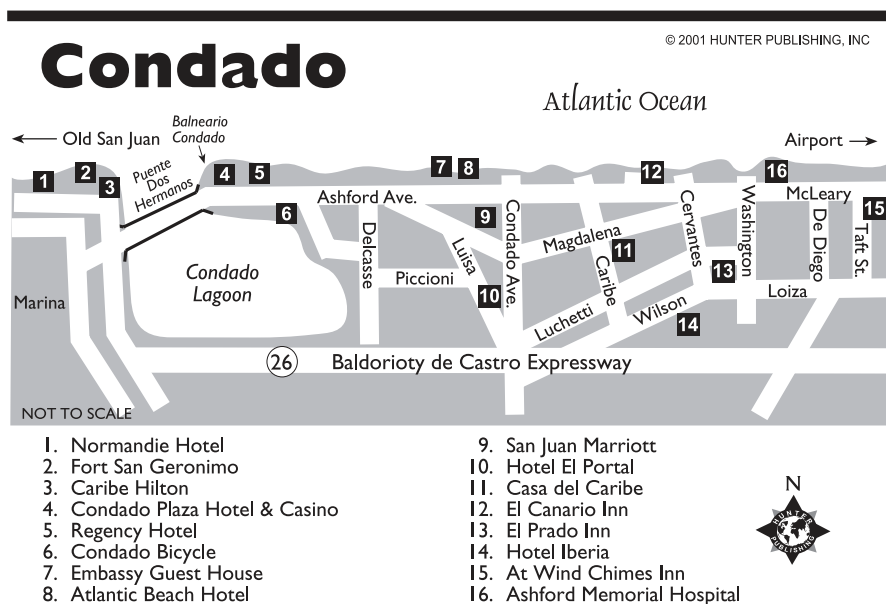 © 2001 HUNTER PUBLISHING, INC
Condado
Atlantic Ocean
Old San Juan
Balneario
Condado
Airport
Puente
Dos
Hermanos
1
2
3
4
5
6
7
8
9
10
11
12
13
14
15
16
Ashford Ave.
McLeary
Condado
Lagoon
Marina
Delcasse
Luisa
Piccioni
Condado Ave.
Magdalena
Caribe
Cervantes
Washington
De Diego
Taft St.
Luchetti
Wilson
Loiza
26
Baldorioty de Castro Expressway
NOT TO SCALE
1. Normandie Hotel
2. Fort San Geronimo
3. Caribe Hilton
4. Condado Plaza Hotel & Casino
5. Regency Hotel
6. Condado Bicycle
7. Embassy Guest House
8. Atlantic Beach Hotel
9. San Juan Marriott
10. Hotel El Portal
11. Casa del Caribe
12. El Canario Inn
13. El Prado Inn
14. Hotel Iberia
15. At Wind Chimes Inn
16. Ashford Memorial Hospital
N
HUNTER
PUBLISHING